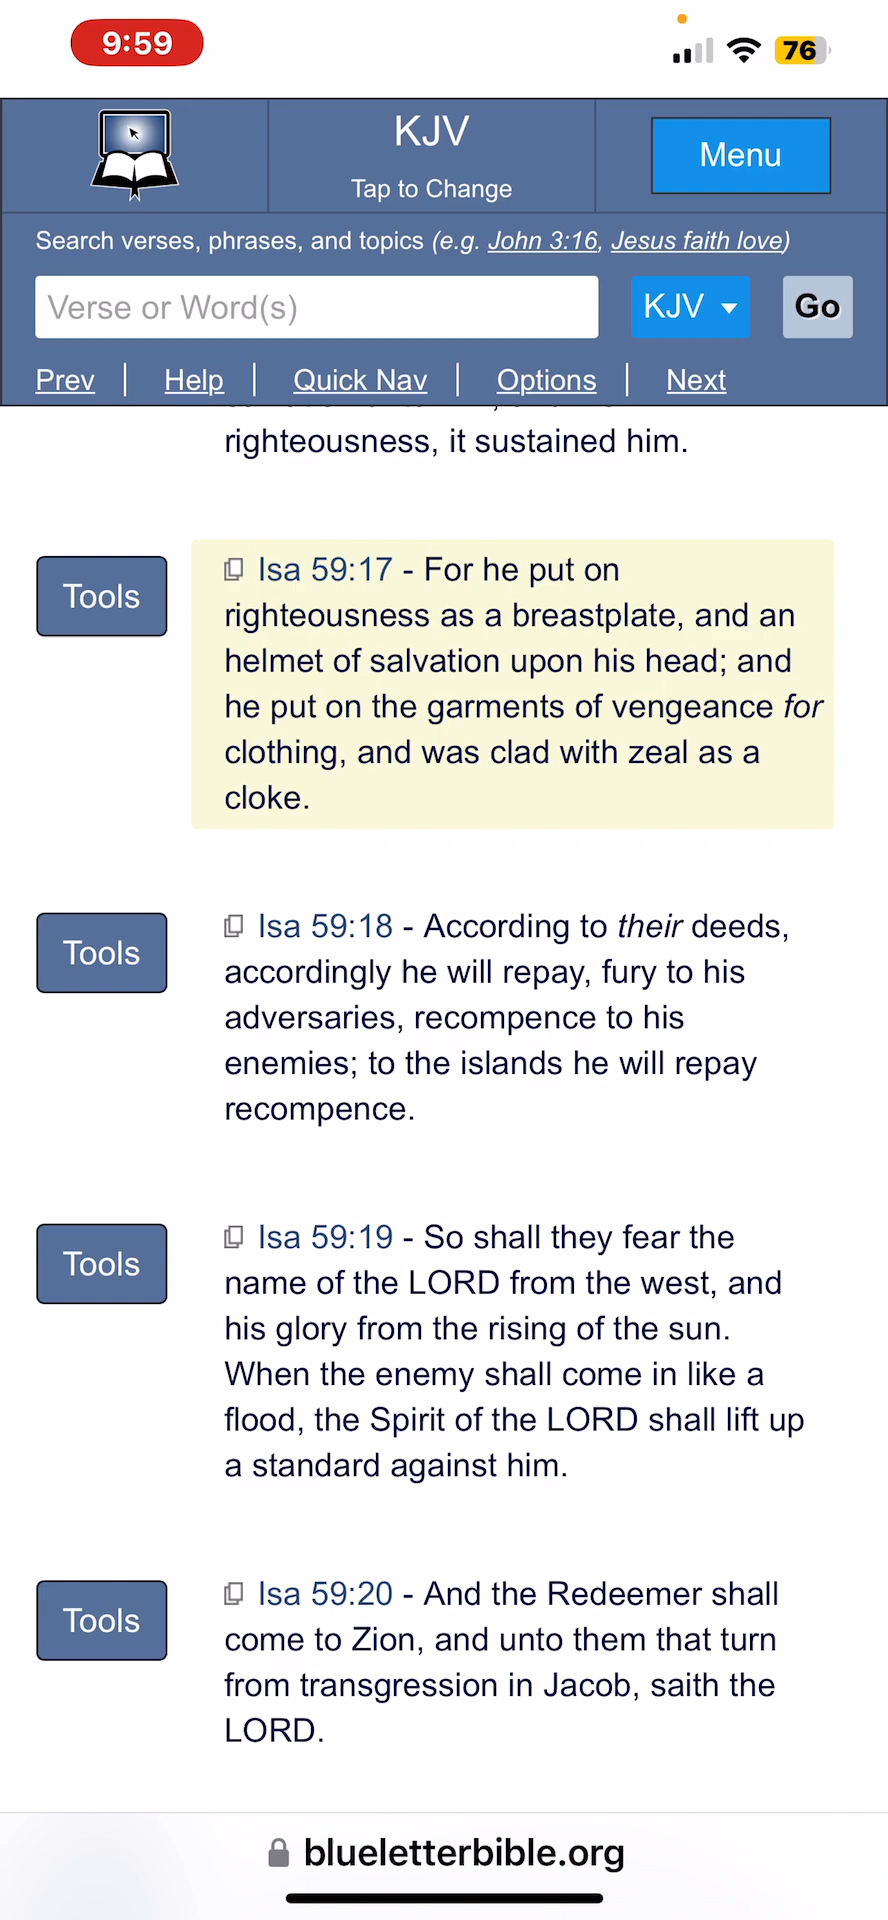 9:59
76
KJV
Tap to Change
Menu
Search verses, phrases, and topics (e.g. John 3:16, Jesus faith love)
Verse or Word(s)
KJV
Go
Prev | Help | Quick Nav | Options | Next
righteousness, it sustained him.
Tools
Isa 59:17 - For he put on
righteousness as a breastplate, and an
helmet of salvation upon his head; and
he put on the garments of vengeance for
clothing, and was clad with zeal as a
cloke.
Tools
Isa 59:18 - According to their deeds,
accordingly he will repay, fury to his
adversaries, recompence to his
enemies; to the islands he will repay
recompence.
Tools
Isa 59:19 - So shall they fear the
name of the LORD from the west, and
his glory from the rising of the sun.
When the enemy shall come in like a
flood, the Spirit of the LORD shall lift up
a standard against him.
Tools
Isa 59:20 - And the Redeemer shall
come to Zion, and unto them that turn
from transgression in Jacob, saith the
LORD.
blueletterbible.org